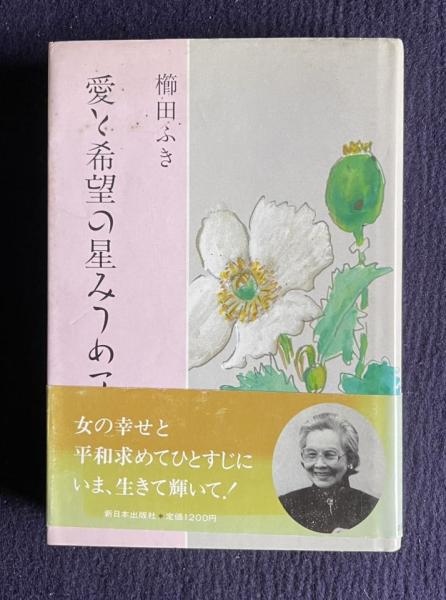 櫛田ふき
愛と希望の星みつめて
女の幸せと
平和求めてひとすじに
いま、生きて輝いて!
新日本出版社・定価1200円